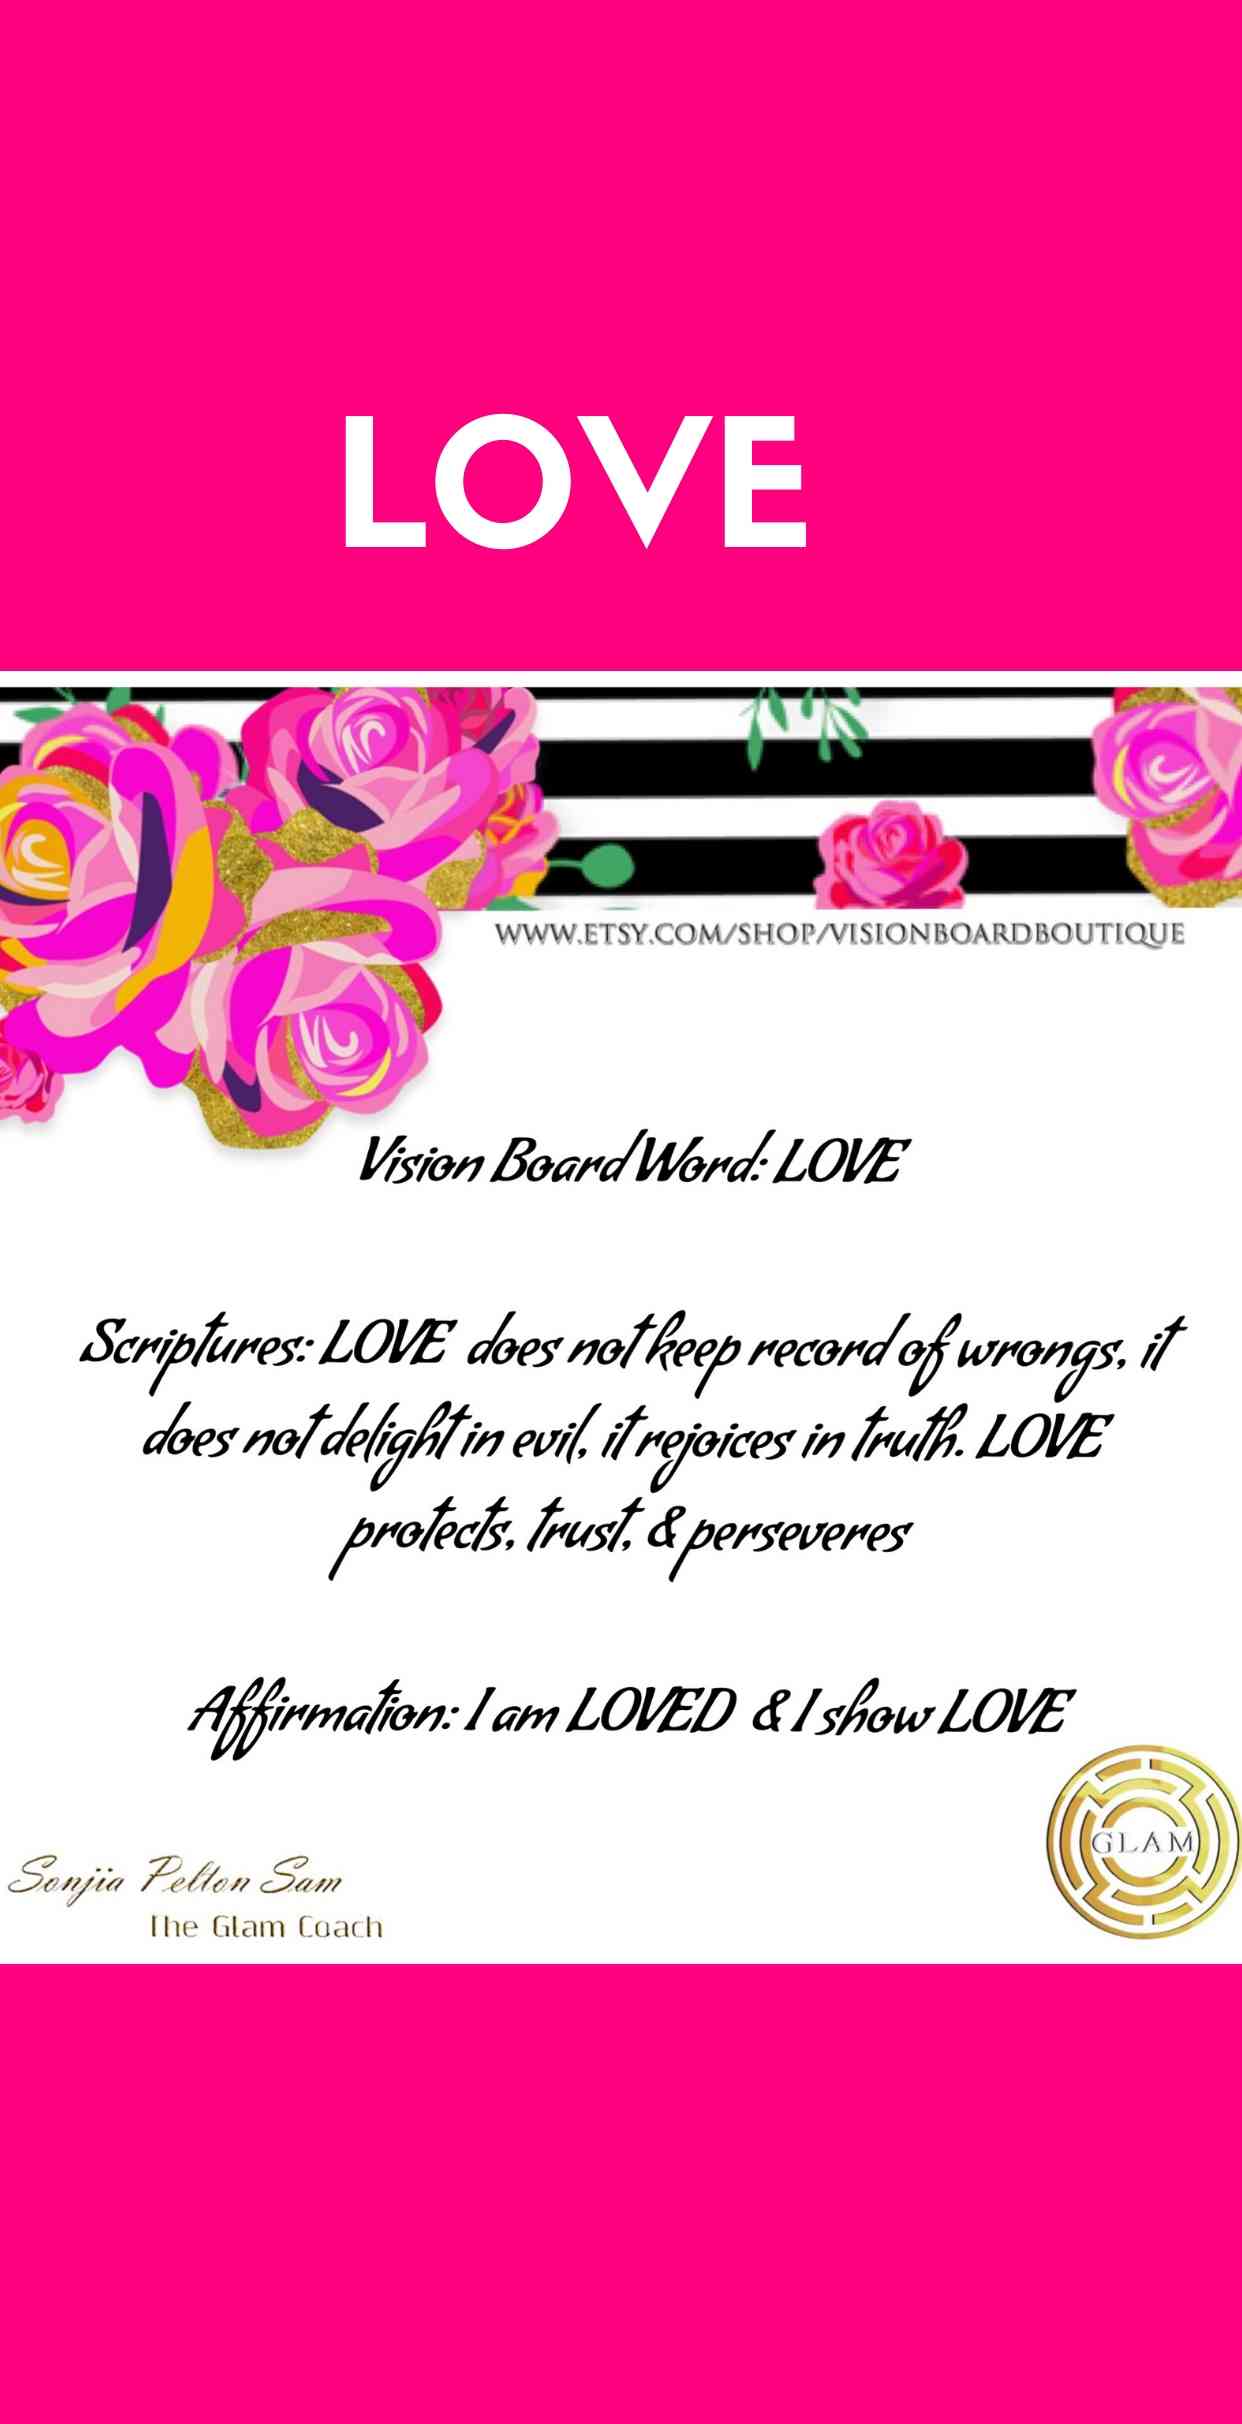 LOVE
WWW.ETSY.COM/SHOP/VISIONBOARDBOUTIQUE
Vision Board Word: LOVE
Scriptures: LOVE does not keep record of wrongs, it
does not delight in evil, it rejoices in truth. LOVE
protects, trust, & perseveres
Affirmation: I am LOVED & I show LOVE
GLAM
Sonjia Pelton Sam
The Glam Coach